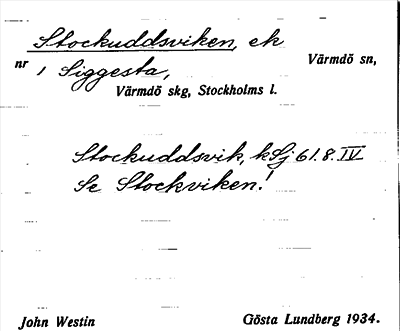 Stockuddsviken, ek
nr 1 Siggesta,
Värmdö sn,
Värmdö skg, Stockholms l.
Stockuddsvik, kSj 61.8.IV
Se Stockviken!
John Westin
Gösta Lundberg 1934.